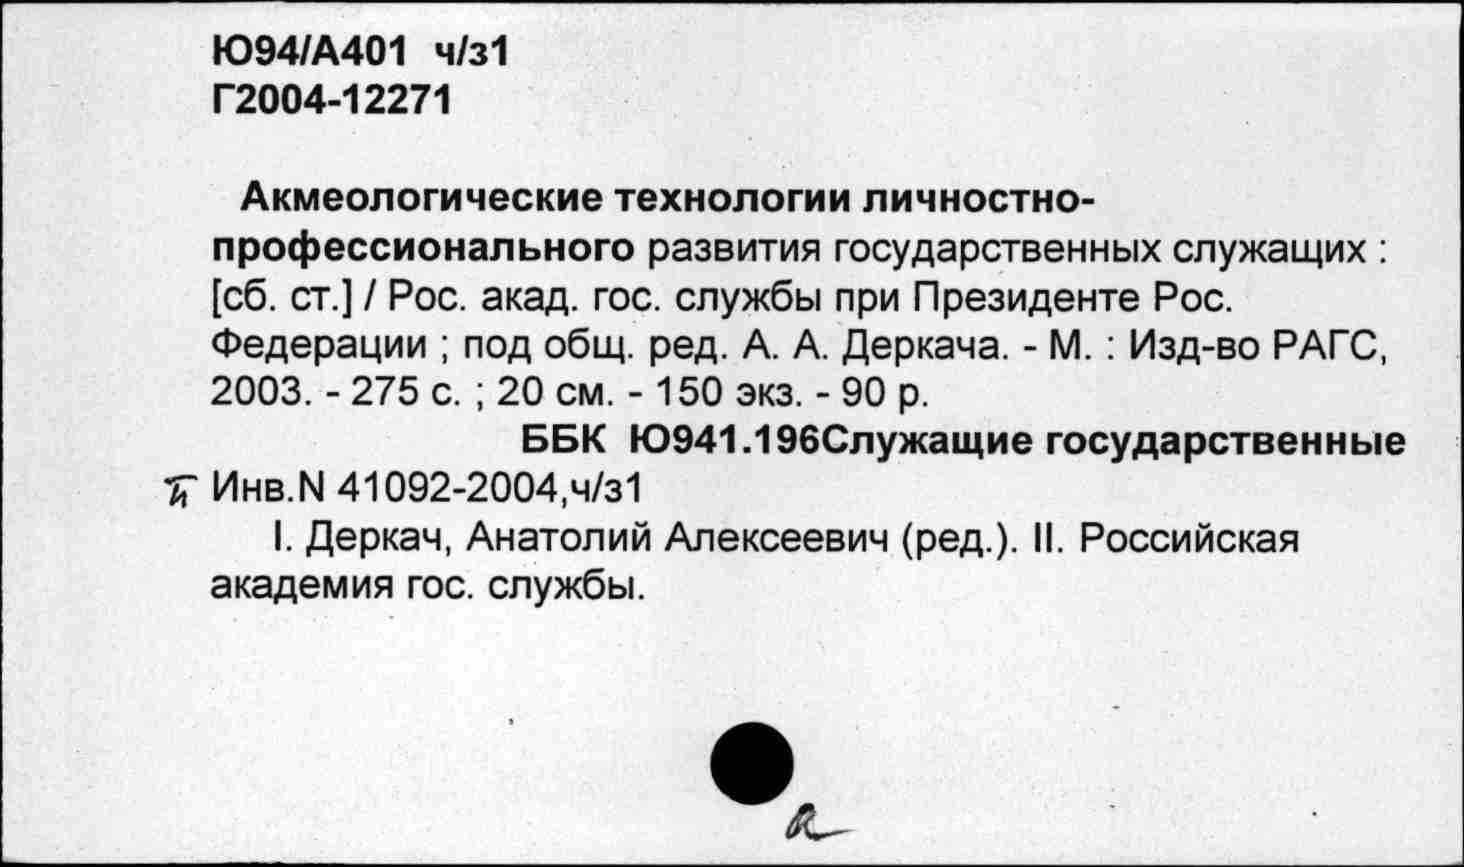 Ю94/А401 ч/з1
Г2004-12271
Акмеологические технологии личностно-
профессионального развития государственных служащих :
[сб. ст.] / Рос. акад. гос. службы при Президенте Рос.
Федерации ; под общ. ред. А. А. Деркача. - М. : Изд-во РАГС,
2003. - 275 с. ; 20 см. - 150 экз. - 90 р.
ББК Ю941.196Служащие государственные
Инв.N 41092-2004,ч/з1
I. Деркач, Анатолий Алексеевич (ред.). II. Российская
академия гос. службы.